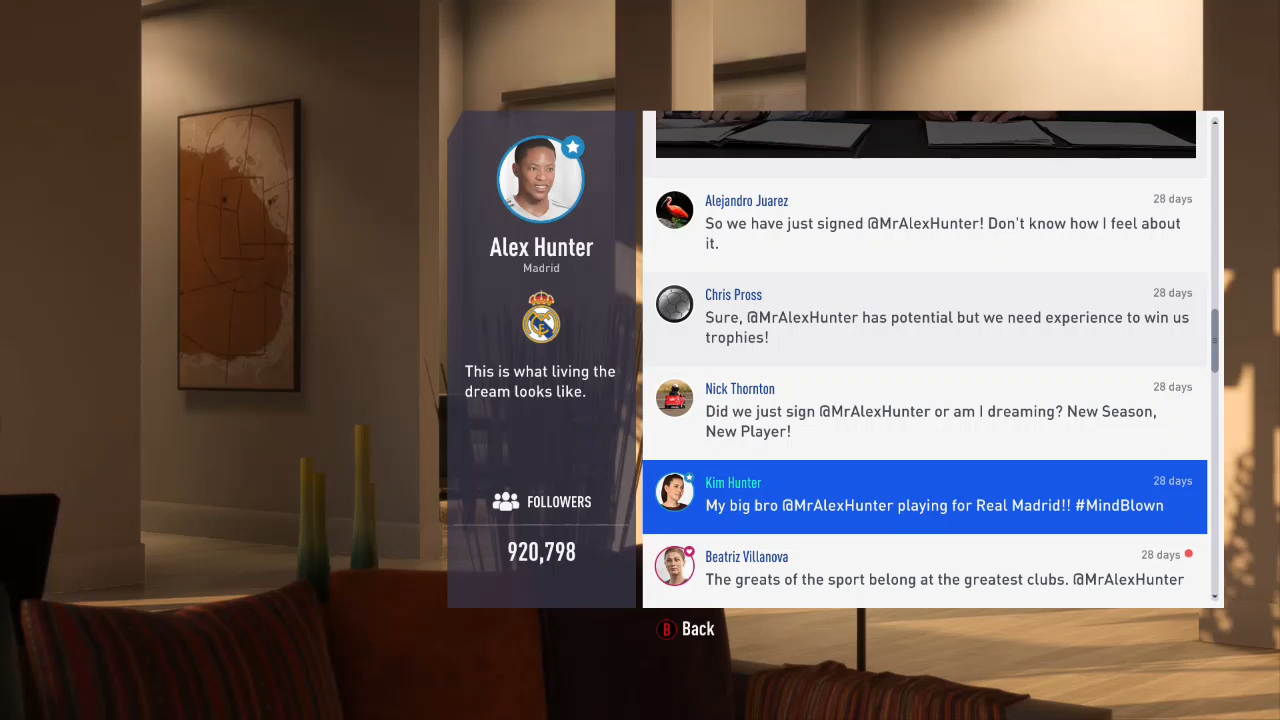 Alex Hunter
Madrid
This is what living the
dream looks like.
FOLLOWERS
920,798
Alejandro Juarez
28 days
So we have just signed @MrAlexHunter! Don't know how I feel about
it.
Chris Pross
28 days
Sure, @MrAlexHunter has potential but we need experience to win us
trophies!
Nick Thornton
28 days
Did we just sign @MrAlexHunter or am I dreaming? New Season,
New Player!
Kim Hunter
28 days
My big bro @MrAlexHunter playing for Real Madrid!! #MindBlown
Beatriz Villanova
28 days
The greats of the sport belong at the greatest clubs. @MrAlexHunter
B Back